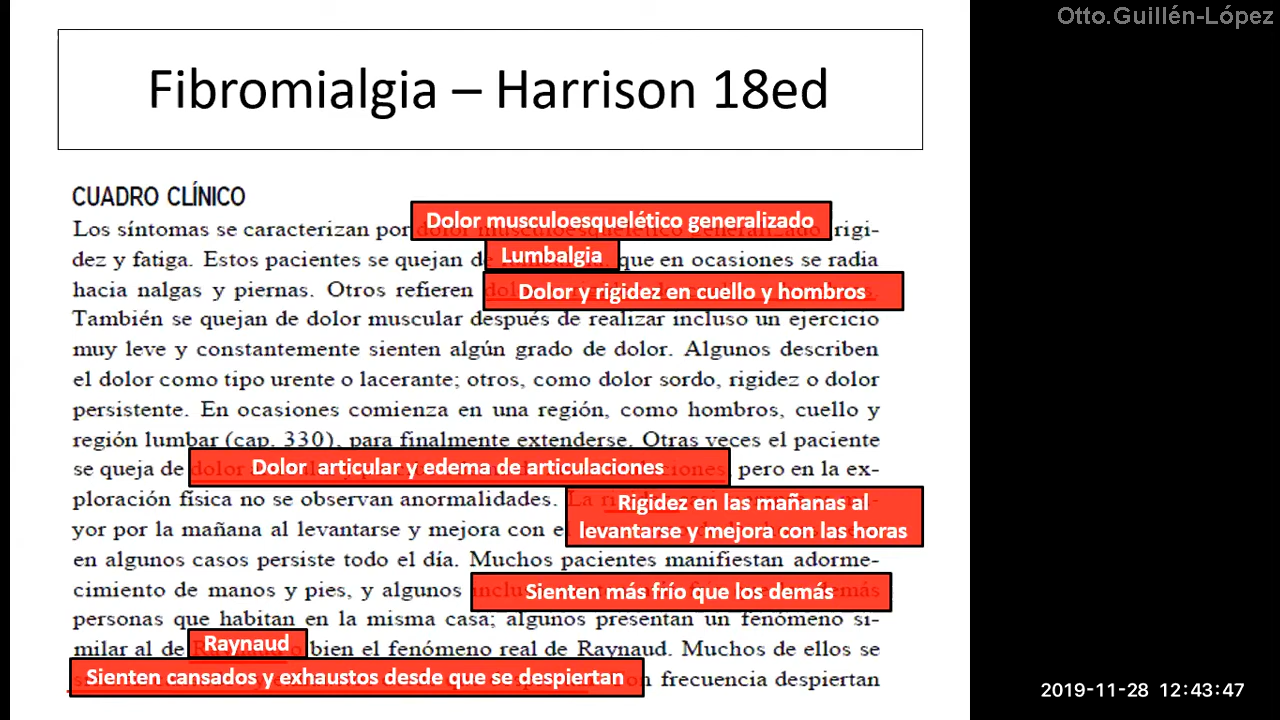 Otto.Guillén-López
Fibromialgia – Harrison 18ed
CUADRO CLÍNICO
Los síntomas se caracterizan por Dolor musculoesquelético generalizado rigi-
dez y fatiga. Estos pacientes se quejan de Lumbalgia que en ocasiones se radia
hacia nalgas y piernas. Otros refieren Dolor y rigidez en cuello y hombros
También se quejan de dolor muscular después de realizar incluso un ejercicio
muy leve y constantemente sienten algún grado de dolor. Algunos describen
el dolor como tipo urente o lacerante; otros, como dolor sordo, rigidez o dolor
persistente. En ocasiones comienza en una región, como hombros, cuello y
región lumbar (cap. 330), para finalmente extenderse. Otras veces el paciente
se queja de Dolor articular y edema de articulaciones, pero en la ex-
ploración física no se observan anormalidades. La Rigidez en las mañanas al
yor por la mañana al levantarse y mejora con el levantarse y mejora con las horas
en algunos casos persiste todo el día. Muchos pacientes manifiestan adorme-
cimiento de manos y pies, y algunos Sienten más frío que los demás
personas que habitan en la misma casa; algunos presentan un fenómeno si-
milar al de Raynaud o bien el fenómeno real de Raynaud. Muchos de ellos se
Sienten cansados y exhaustos desde que se despiertan frecuencia despiertan
2019-11-28 12:43:47